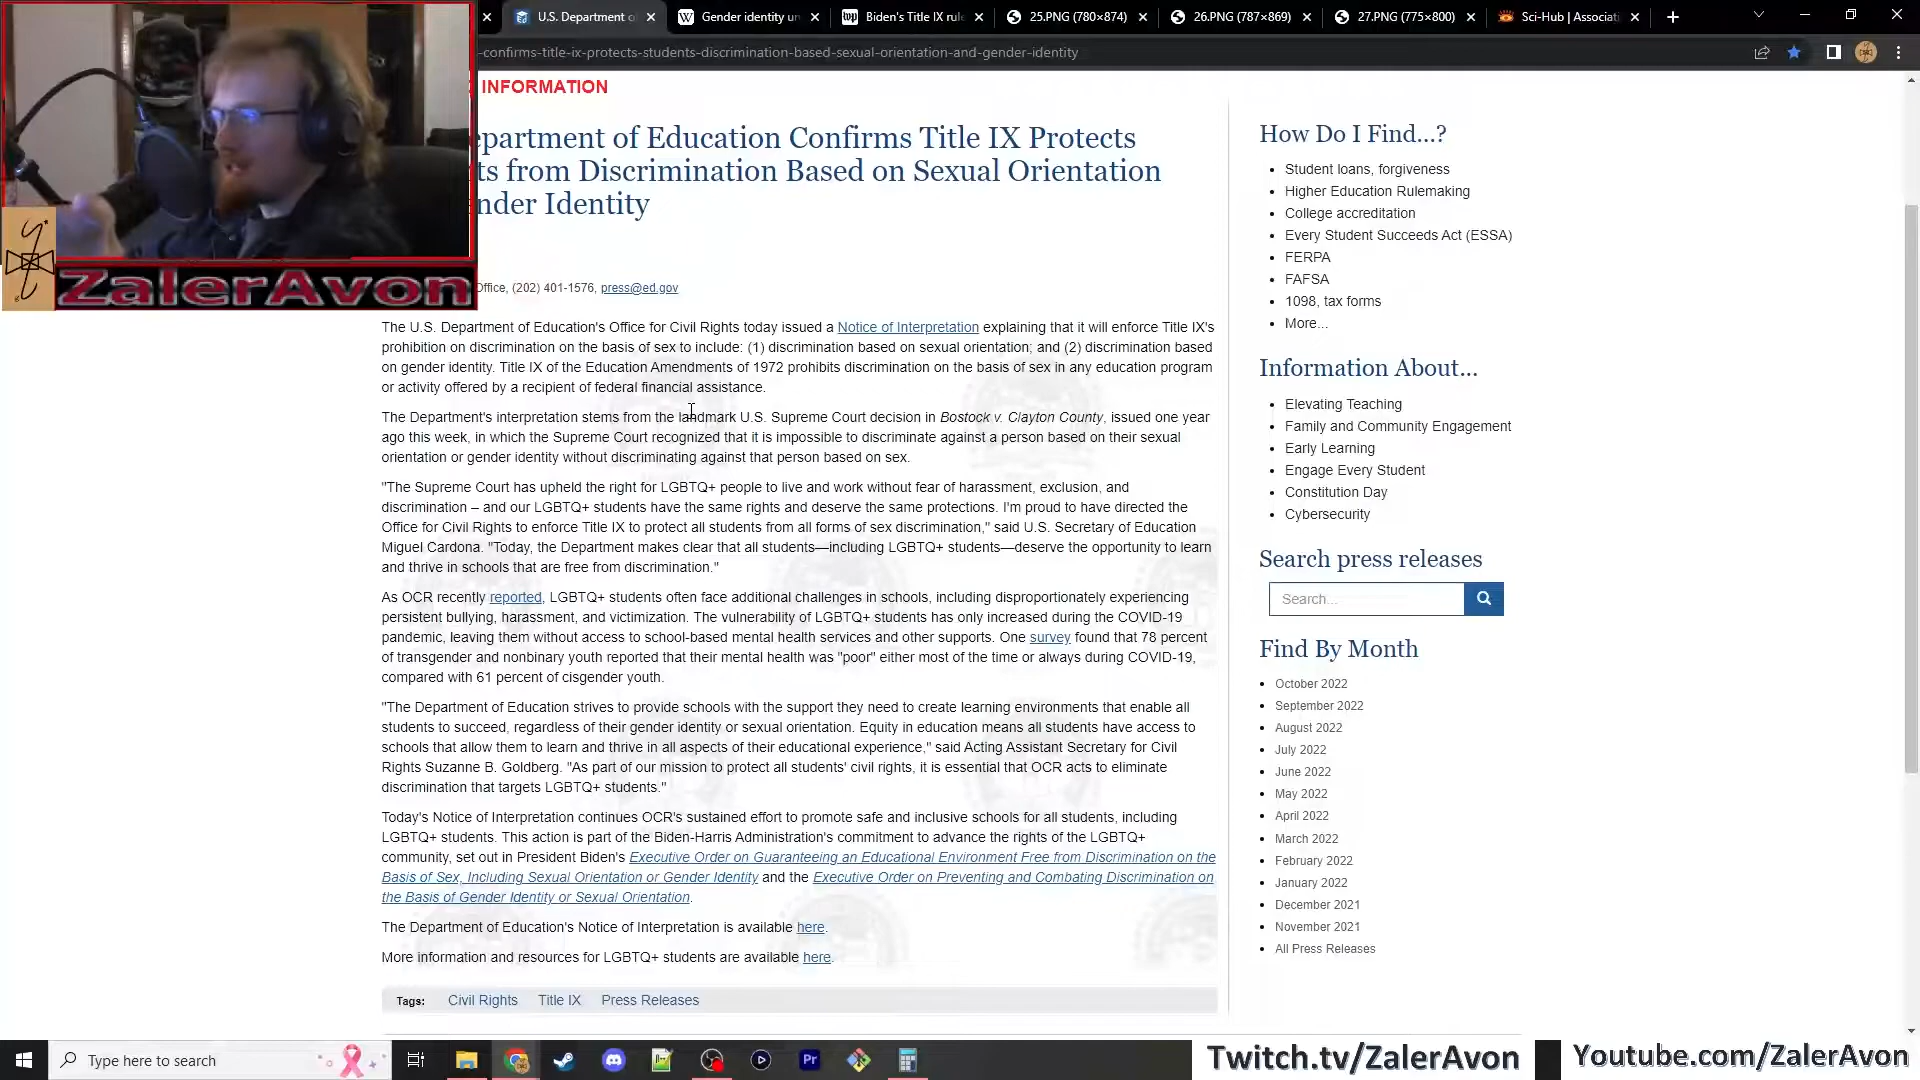 U.S. Department o
Gender identity un
Biden's Title IX rul
25.PNG (780×874)
26.PNG (787×869)
27.PNG (775×800)
Sci-Hub | Associati
-confirms-title-ix-protects-students-discrimination-based-sexual-orientation-and-gender-identity
INFORMATION
epartment of Education Confirms Title IX Protects
ts from Discrimination Based on Sexual Orientation
nder Identity
ZalerAvon
Office, (202) 401-1576, press@ed.gov
The U.S. Department of Education's Office for Civil Rights today issued a Notice of Interpretation explaining that it will enforce Title IX's
prohibition on discrimination on the basis of sex to include: (1) discrimination based on sexual orientation; and (2) discrimination based
on gender identity. Title IX of the Education Amendments of 1972 prohibits discrimination on the basis of sex in any education program
or activity offered by a recipient of federal financial assistance.
The Department's interpretation stems from the landmark U.S. Supreme Court decision in Bostock v. Clayton County, issued one year
ago this week, in which the Supreme Court recognized that it is impossible to discriminate against a person based on their sexual
orientation or gender identity without discriminating against that person based on sex.
"The Supreme Court has upheld the right for LGBTQ+ people to live and work without fear of harassment, exclusion, and
discrimination – and our LGBTQ+ students have the same rights and deserve the same protections. I'm proud to have directed the
Office for Civil Rights to enforce Title IX to protect all students from all forms of sex discrimination," said U.S. Secretary of Education
Miguel Cardona. "Today, the Department makes clear that all students—including LGBTQ+ students—deserve the opportunity to learn
and thrive in schools that are free from discrimination."
As OCR recently reported, LGBTQ+ students often face additional challenges in schools, including disproportionately experiencing
persistent bullying, harassment, and victimization. The vulnerability of LGBTQ+ students has only increased during the COVID-19
pandemic, leaving them without access to school-based mental health services and other supports. One survey found that 78 percent
of transgender and nonbinary youth reported that their mental health was "poor" either most of the time or always during COVID-19,
compared with 61 percent of cisgender youth.
"The Department of Education strives to provide schools with the support they need to create learning environments that enable all
students to succeed, regardless of their gender identity or sexual orientation. Equity in education means all students have access to
schools that allow them to learn and thrive in all aspects of their educational experience," said Acting Assistant Secretary for Civil
Rights Suzanne B. Goldberg. "As part of our mission to protect all students' civil rights, it is essential that OCR acts to eliminate
discrimination that targets LGBTQ+ students."
Today's Notice of Interpretation continues OCR's sustained effort to promote safe and inclusive schools for all students, including
LGBTQ+ students. This action is part of the Biden-Harris Administration's commitment to advance the rights of the LGBTQ+
community, set out in President Biden's Executive Order on Guaranteeing an Educational Environment Free from Discrimination on the
Basis of Sex, Including Sexual Orientation or Gender Identity and the Executive Order on Preventing and Combating Discrimination on
the Basis of Gender Identity or Sexual Orientation.
The Department of Education's Notice of Interpretation is available here.
More information and resources for LGBTQ+ students are available here.
Tags: Civil Rights Title IX Press Releases
How Do I Find...?
Student loans, forgiveness
Higher Education Rulemaking
College accreditation
Every Student Succeeds Act (ESSA)
FERPA
FAFSA
1098, tax forms
More...
Information About...
Elevating Teaching
Family and Community Engagement
Early Learning
Engage Every Student
Constitution Day
Cybersecurity
Search press releases
Search...
Find By Month
October 2022
September 2022
August 2022
July 2022
June 2022
May 2022
April 2022
March 2022
February 2022
January 2022
December 2021
November 2021
All Press Releases
Type here to search
Pr
Twitch.tv/ZalerAvon
Youtube.com/ZalerAvon